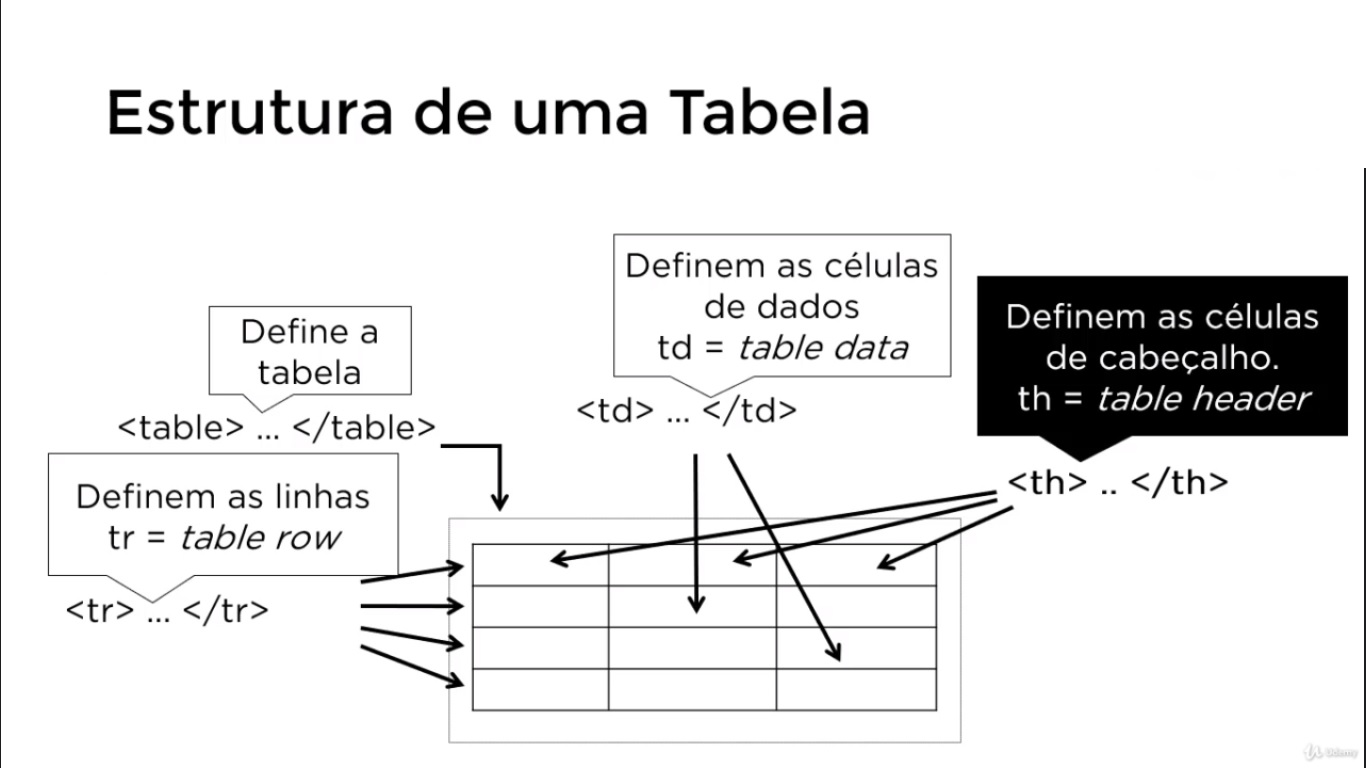 Estrutura de uma Tabela
Define a
tabela
<table> ... </table>
Definem as linhas
tr = table row
<tr> ... </tr>
Definem as células
de dados
td = table data
<td> ... </td>
Definem as células
de cabeçalho.
th = table header
<th> .. </th>
Udemy